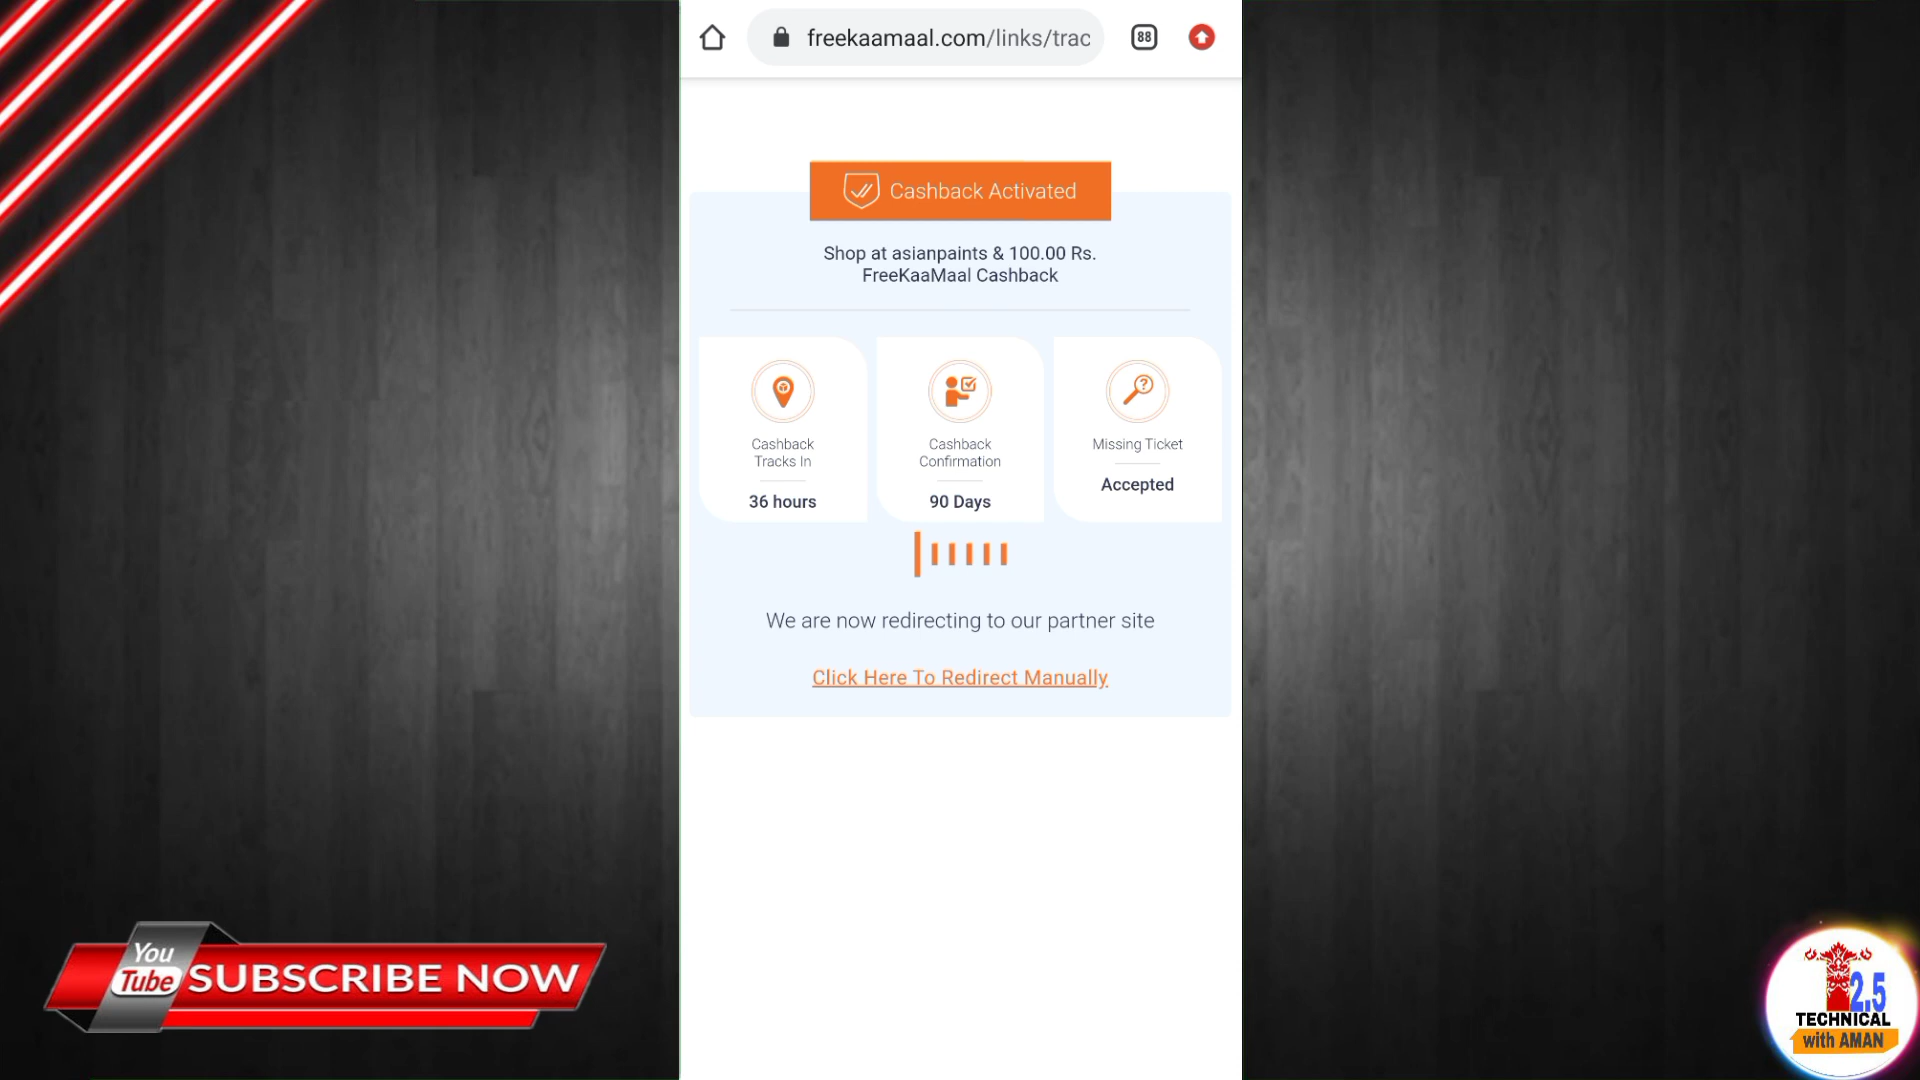 freekaamaal.com/links/trac
88
Cashback Activated
Shop at asianpaints & 100.00 Rs.
FreeKaaMaal Cashback
Cashback
Tracks In
36 hours
Cashback
Confirmation
90 Days
Missing Ticket
Accepted
We are now redirecting to our partner site
Click Here To Redirect Manually
You
Tube
SUBSCRIBE NOW
2.5
TECHNICAL
with AMAN